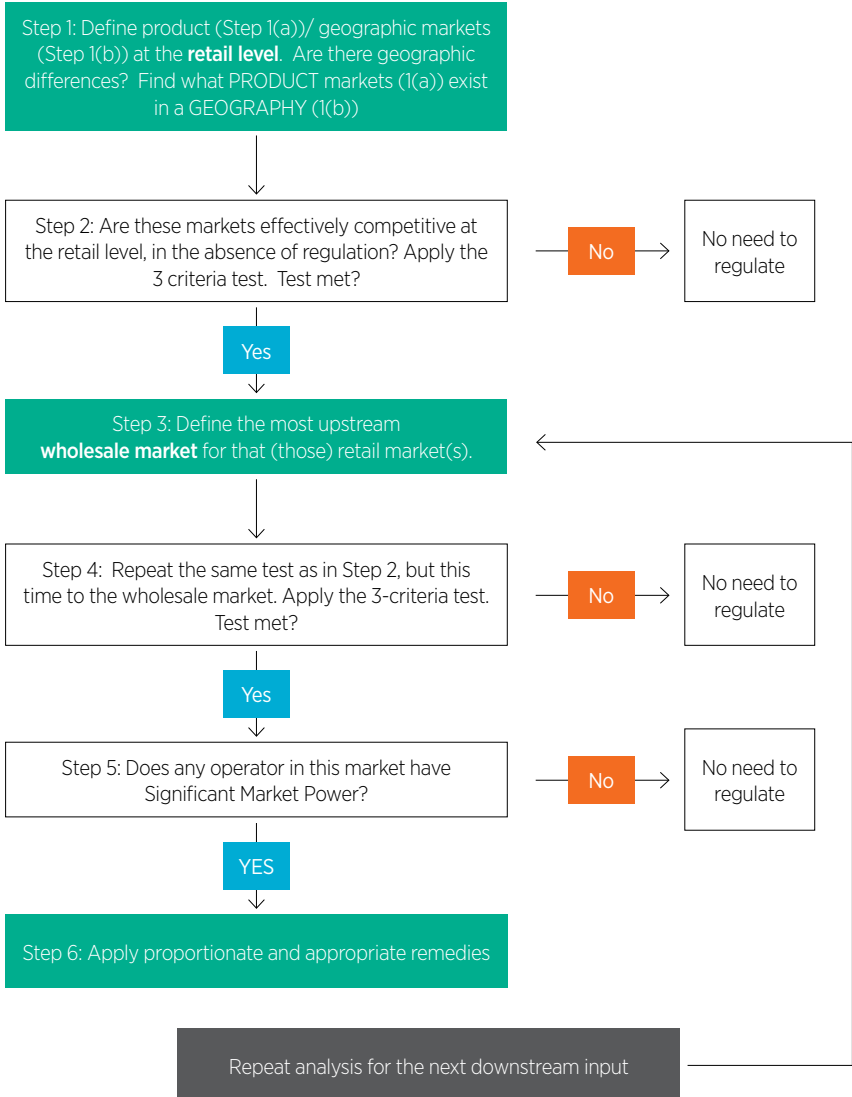 Step 1: Define product (Step 1(a))/ geographic markets
(Step 1(b)) at the retail level. Are there geographic
differences? Find what PRODUCT markets (1(a)) exist
in a GEOGRAPHY (1(b))
Step 2: Are these markets effectively competitive at
the retail level, in the absence of regulation? Apply the
3 criteria test. Test met?
No
No need to
regulate
Yes
Step 3: Define the most upstream
wholesale market for that (those) retail market(s).
Step 4: Repeat the same test as in Step 2, but this
time to the wholesale market. Apply the 3-criteria test.
Test met?
No
No need to
regulate
Yes
Step 5: Does any operator in this market have
Significant Market Power?
No
No need to
regulate
YES
Step 6: Apply proportionate and appropriate remedies
Repeat analysis for the next downstream input